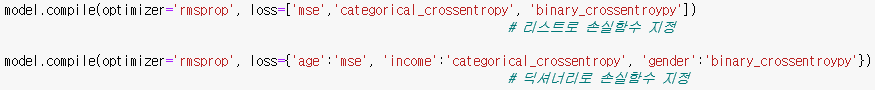 model.compile(optimizer='rmsprop', loss=['mse','categorical_crossentropy', 'binary_crossentroypy'])
# 리스트로 손실함수 지정
model.compile(optimizer='rmsprop', loss={'age':'mse', 'income':'categorical_crossentropy', 'gender':'binary_crossentroypy'})
# 딕셔너리로 손실함수 지정